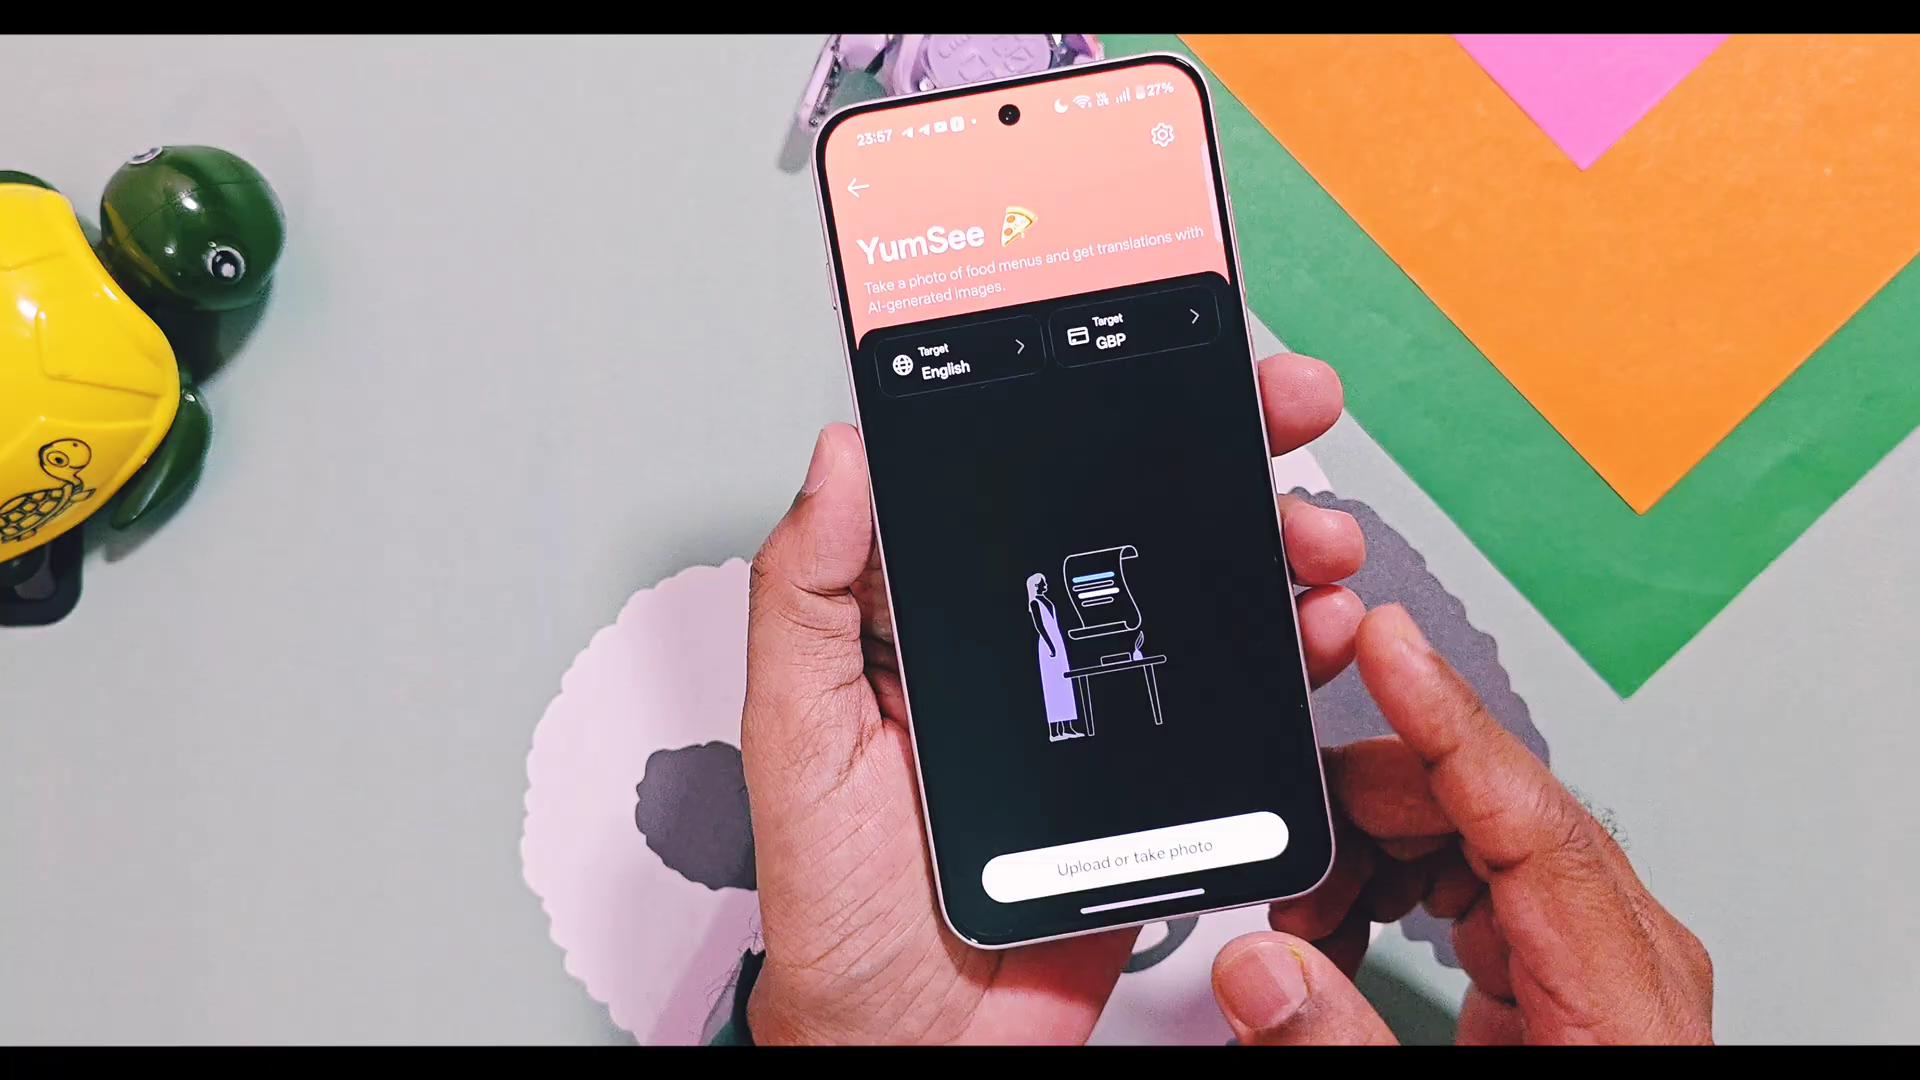 23:57
27%
YumSee
Take a photo of food menus and get translations with
AI-generated images.
Target
English
Target
GBP
Upload or take photo